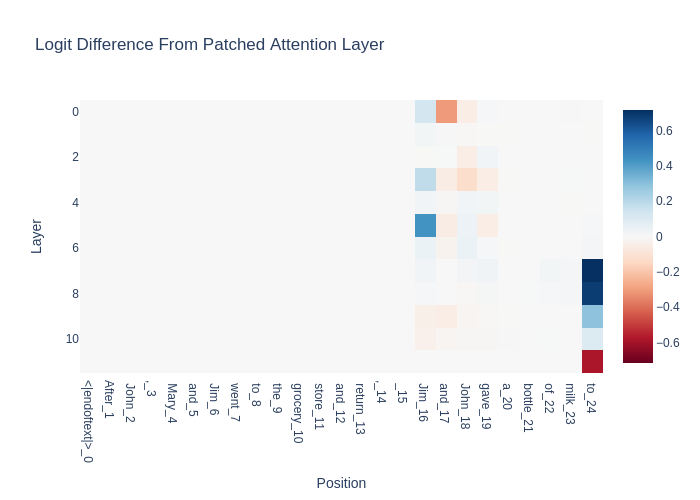 Logit Difference From Patched Attention Layer
0
2
4
6
8
10
Layer
0.6
0.4
0.2
0
−0.2
−0.4
−0.6
<|endoftext|>_0
After_1
John_2
,_3
Mary_4
and_5
Jim_6
went_7
to_8
the_9
grocery_10
store_11
and_12
return_13
,_14
_15
Jim_16
and_17
John_18
gave_19
a_20
bottle_21
of_22
milk_23
to_24
Position